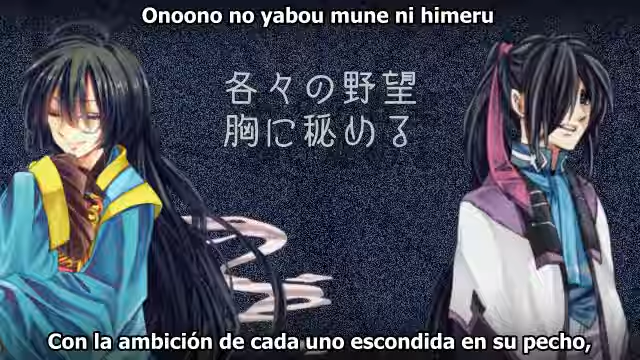 Onoono no yabou mune ni himeru
各々の野望
胸に秘める
Con la ambición de cada uno escondida en su pecho,